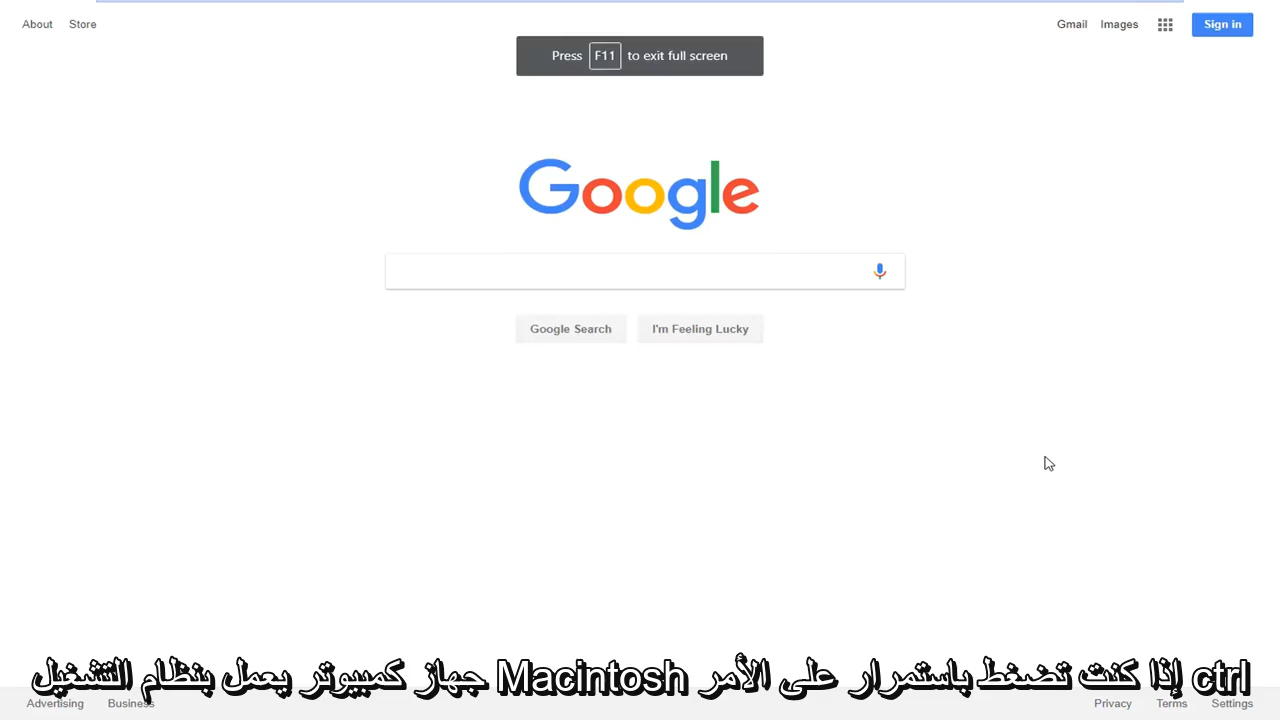 About Store Gmail Images Sign in
Press F11 to exit full screen
Google
Google Search I'm Feeling Lucky
ctrl إذا كنت تضغط باستمرار على الأمر Macintosh جهاز كمبيوتر يعمل بنظام التشغيل
Advertising Business Privacy Terms Settings